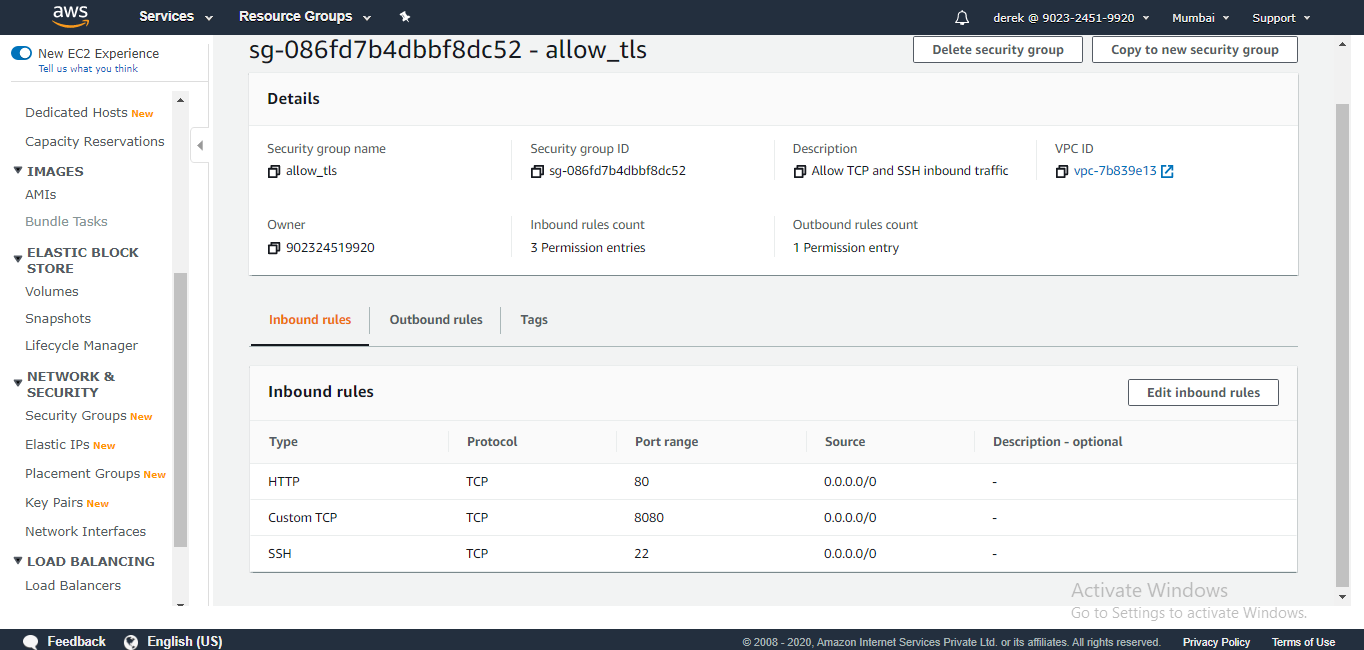 aws Services Resource Groups derek @ 9023-2451-9920 Mumbai Support
New EC2 Experience
Tell us what you think
Dedicated Hosts New
Capacity Reservations
IMAGES
AMIs
Bundle Tasks
ELASTIC BLOCK
STORE
Volumes
Snapshots
Lifecycle Manager
NETWORK &
SECURITY
Security Groups New
Elastic IPs New
Placement Groups New
Key Pairs New
Network Interfaces
LOAD BALANCING
Load Balancers
sg-086fd7b4dbbf8dc52 - allow_tls Delete security group Copy to new security group
Details
Security group name Security group ID Description VPC ID
allow_tls sg-086fd7b4dbbf8dc52 Allow TCP and SSH inbound traffic vpc-7b839e13
Owner Inbound rules count Outbound rules count
902324519920 3 Permission entries 1 Permission entry
Inbound rules Outbound rules Tags
Inbound rules Edit inbound rules
Type Protocol Port range Source Description - optional
HTTP TCP 80 0.0.0.0/0 -
Custom TCP TCP 8080 0.0.0.0/0 -
SSH TCP 22 0.0.0.0/0 -
Activate Windows
Go to Settings to activate Windows.
Feedback English (US) © 2008 - 2020, Amazon Internet Services Private Ltd. or its affiliates. All rights reserved. Privacy Policy Terms of Use